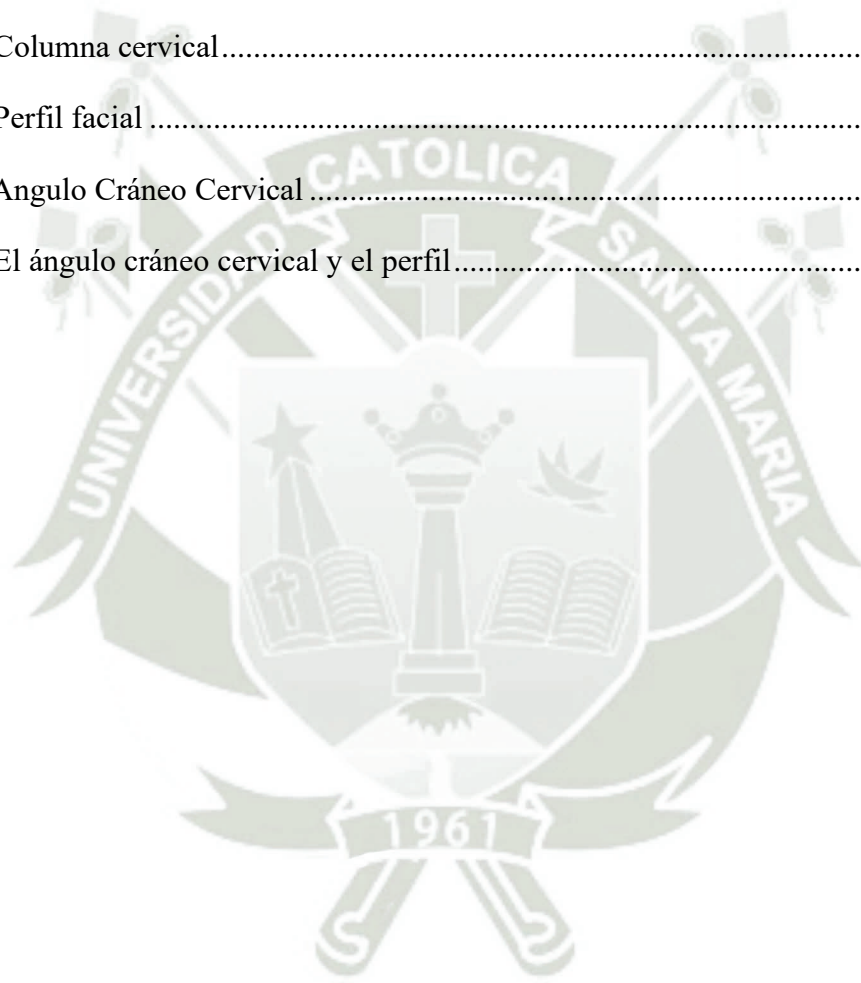 Columna cervical........................................................................................
Perfil facial ........................................................................................
Angulo Cráneo Cervical ........................................................................................
El ángulo cráneo cervical y el perfil........................................................................................
UNIVERSIDAD CATOLICA SANTA MARIA
1961